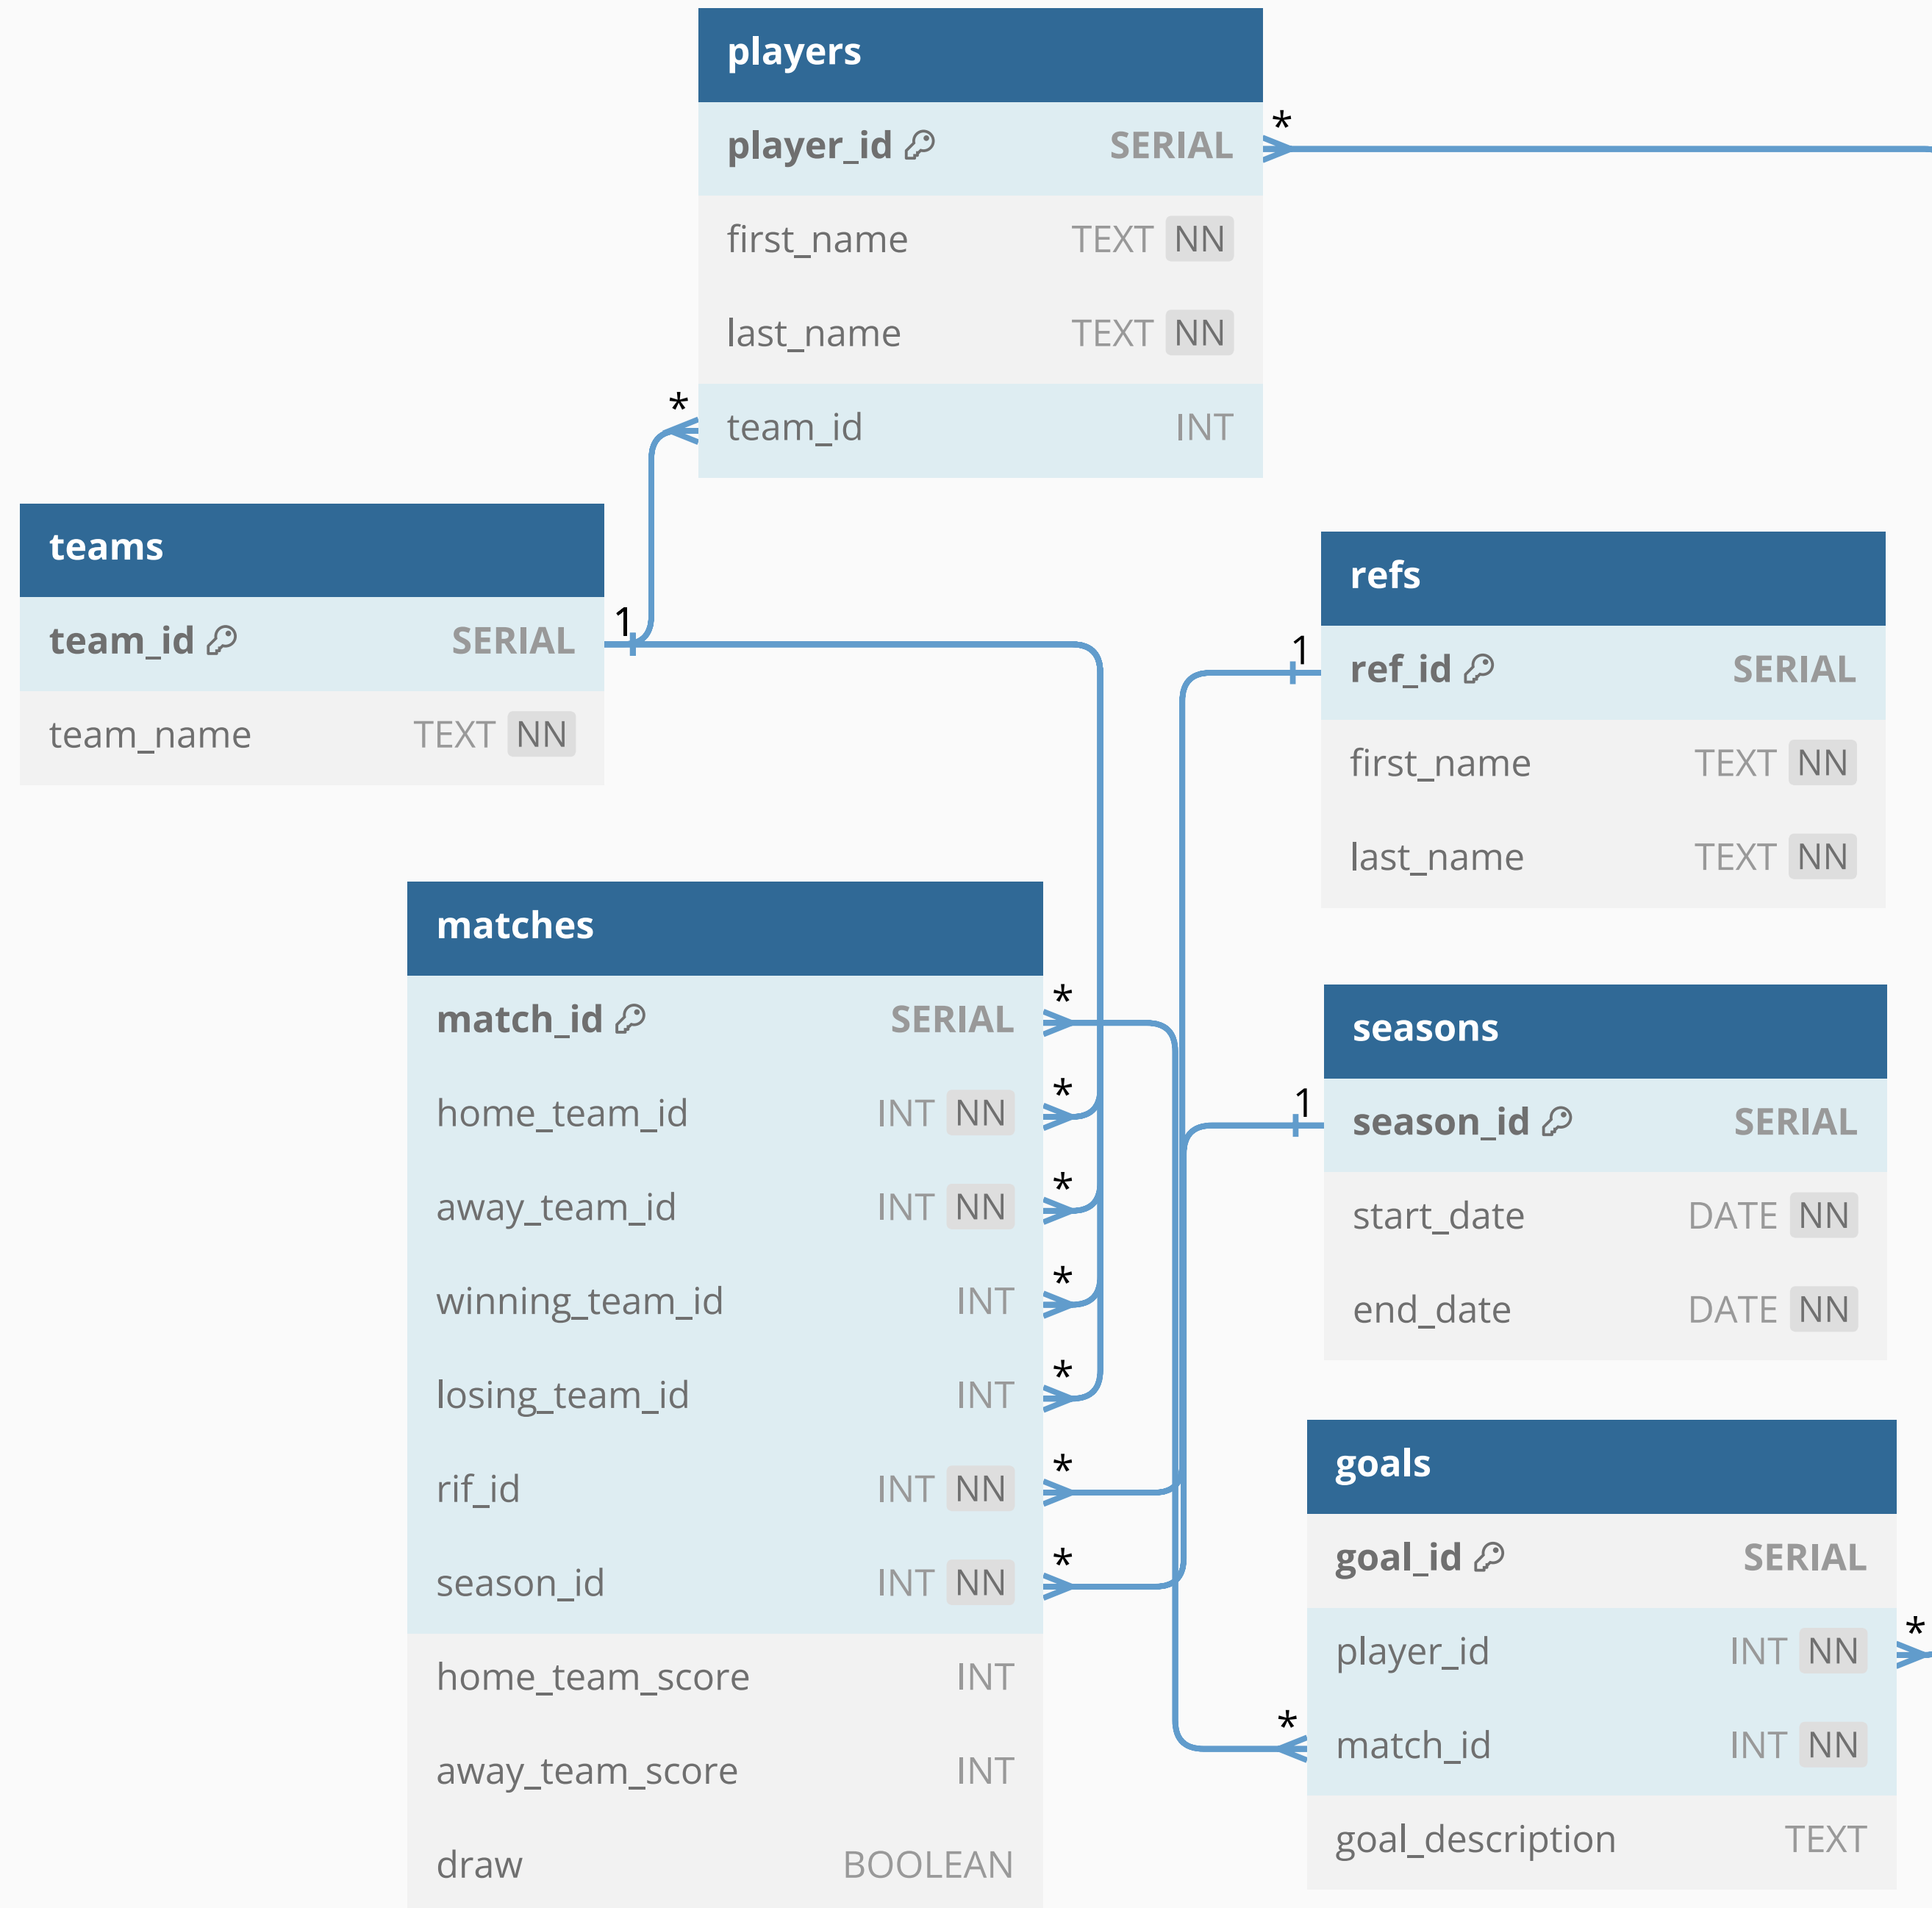 players
player_id SERIAL *
first_name TEXT NN
last_name TEXT NN
* team_id INT
teams
team_id SERIAL 1
team_name TEXT NN
refs
1 ref_id SERIAL
first_name TEXT NN
last_name TEXT NN
matches
match_id SERIAL *
home_team_id INT NN *
away_team_id INT NN *
winning_team_id INT *
losing_team_id INT *
rif_id INT NN *
season_id INT NN *
home_team_score INT
away_team_score INT
draw BOOLEAN
seasons
1 season_id SERIAL
start_date DATE NN
end_date DATE NN
goals
goal_id SERIAL
player_id INT NN *
* match_id INT NN
goal_description TEXT